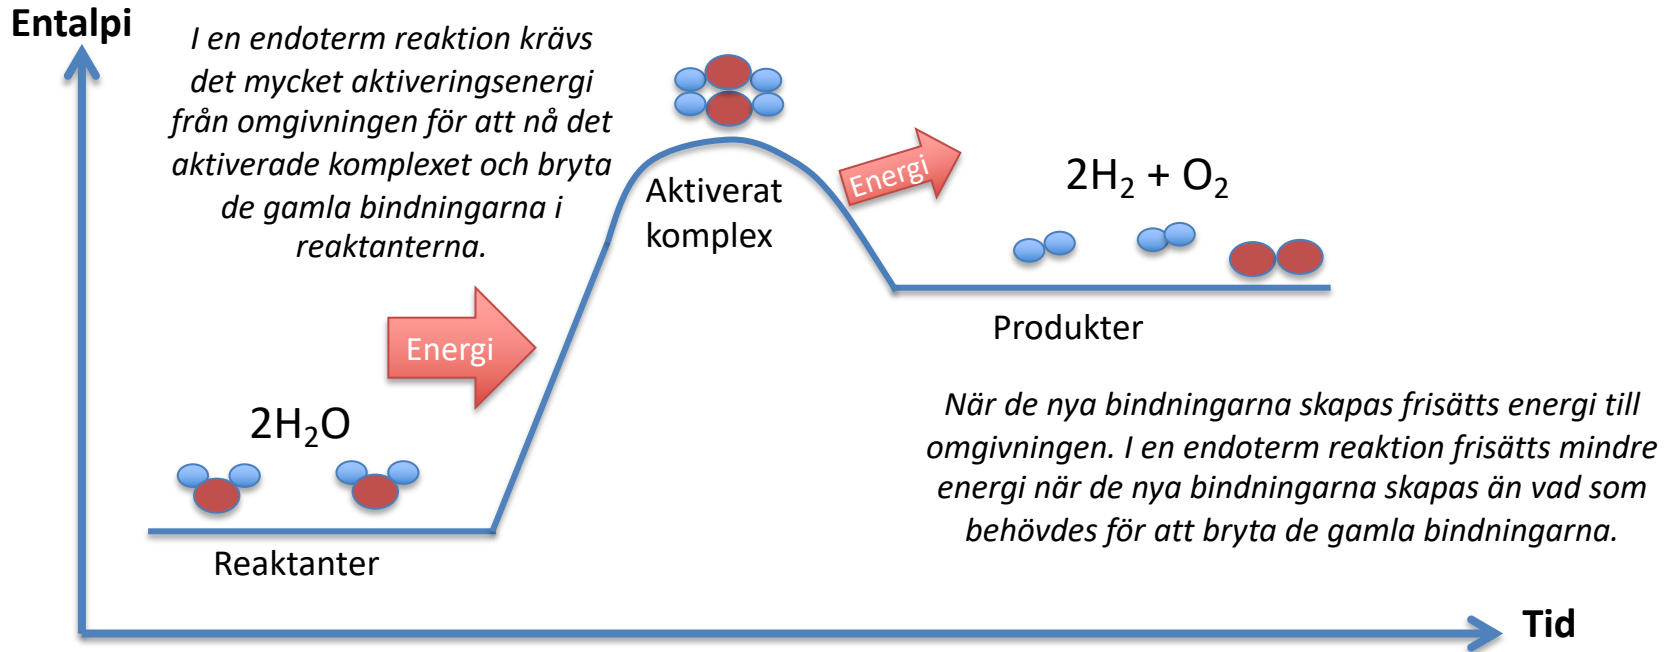 Entalpi
I en endoterm reaktion krävs
det mycket aktiveringsenergi
från omgivningen för att nå det
aktiverade komplexet och bryta
de gamla bindningarna i
reaktanterna.
Aktiverat
komplex
Energi
2H₂ + O₂
Produkter
Energi
2H₂O
Reaktanter
När de nya bindningarna skapas frisätts energi till
omgivningen. I en endoterm reaktion frisätts mindre
energi när de nya bindningarna skapas än vad som
behövdes för att bryta de gamla bindningarna.
Tid